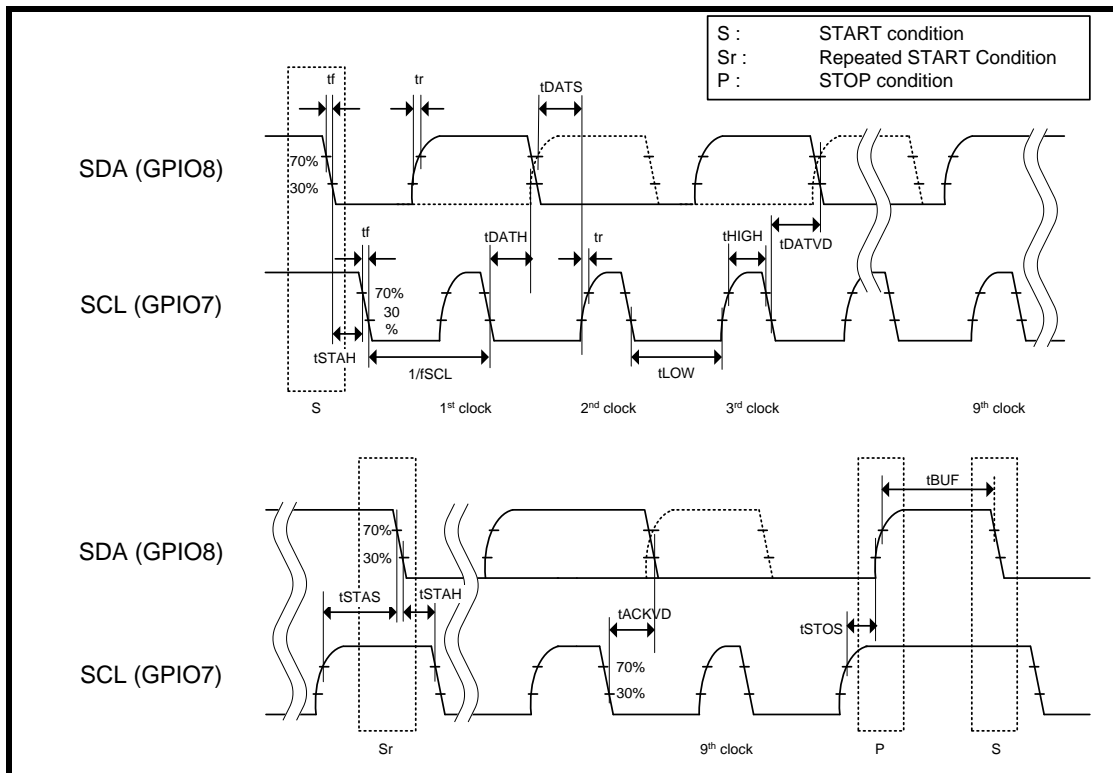 S : START condition
Sr : Repeated START Condition
P : STOP condition
tf
tr
tDATS
SDA (GPIO8)
70%
30%
tf
tDATH
tr
tHIGH
tDATVD
SCL (GPIO7)
70%
30
%
tSTAH
1/fSCL
tLOW
S
1st clock
2nd clock
3rd clock
9th clock
tBUF
SDA (GPIO8)
70%
30%
tSTAS
tSTAH
tACKVD
tSTOS
SCL (GPIO7)
70%
30%
Sr
9th clock
P
S